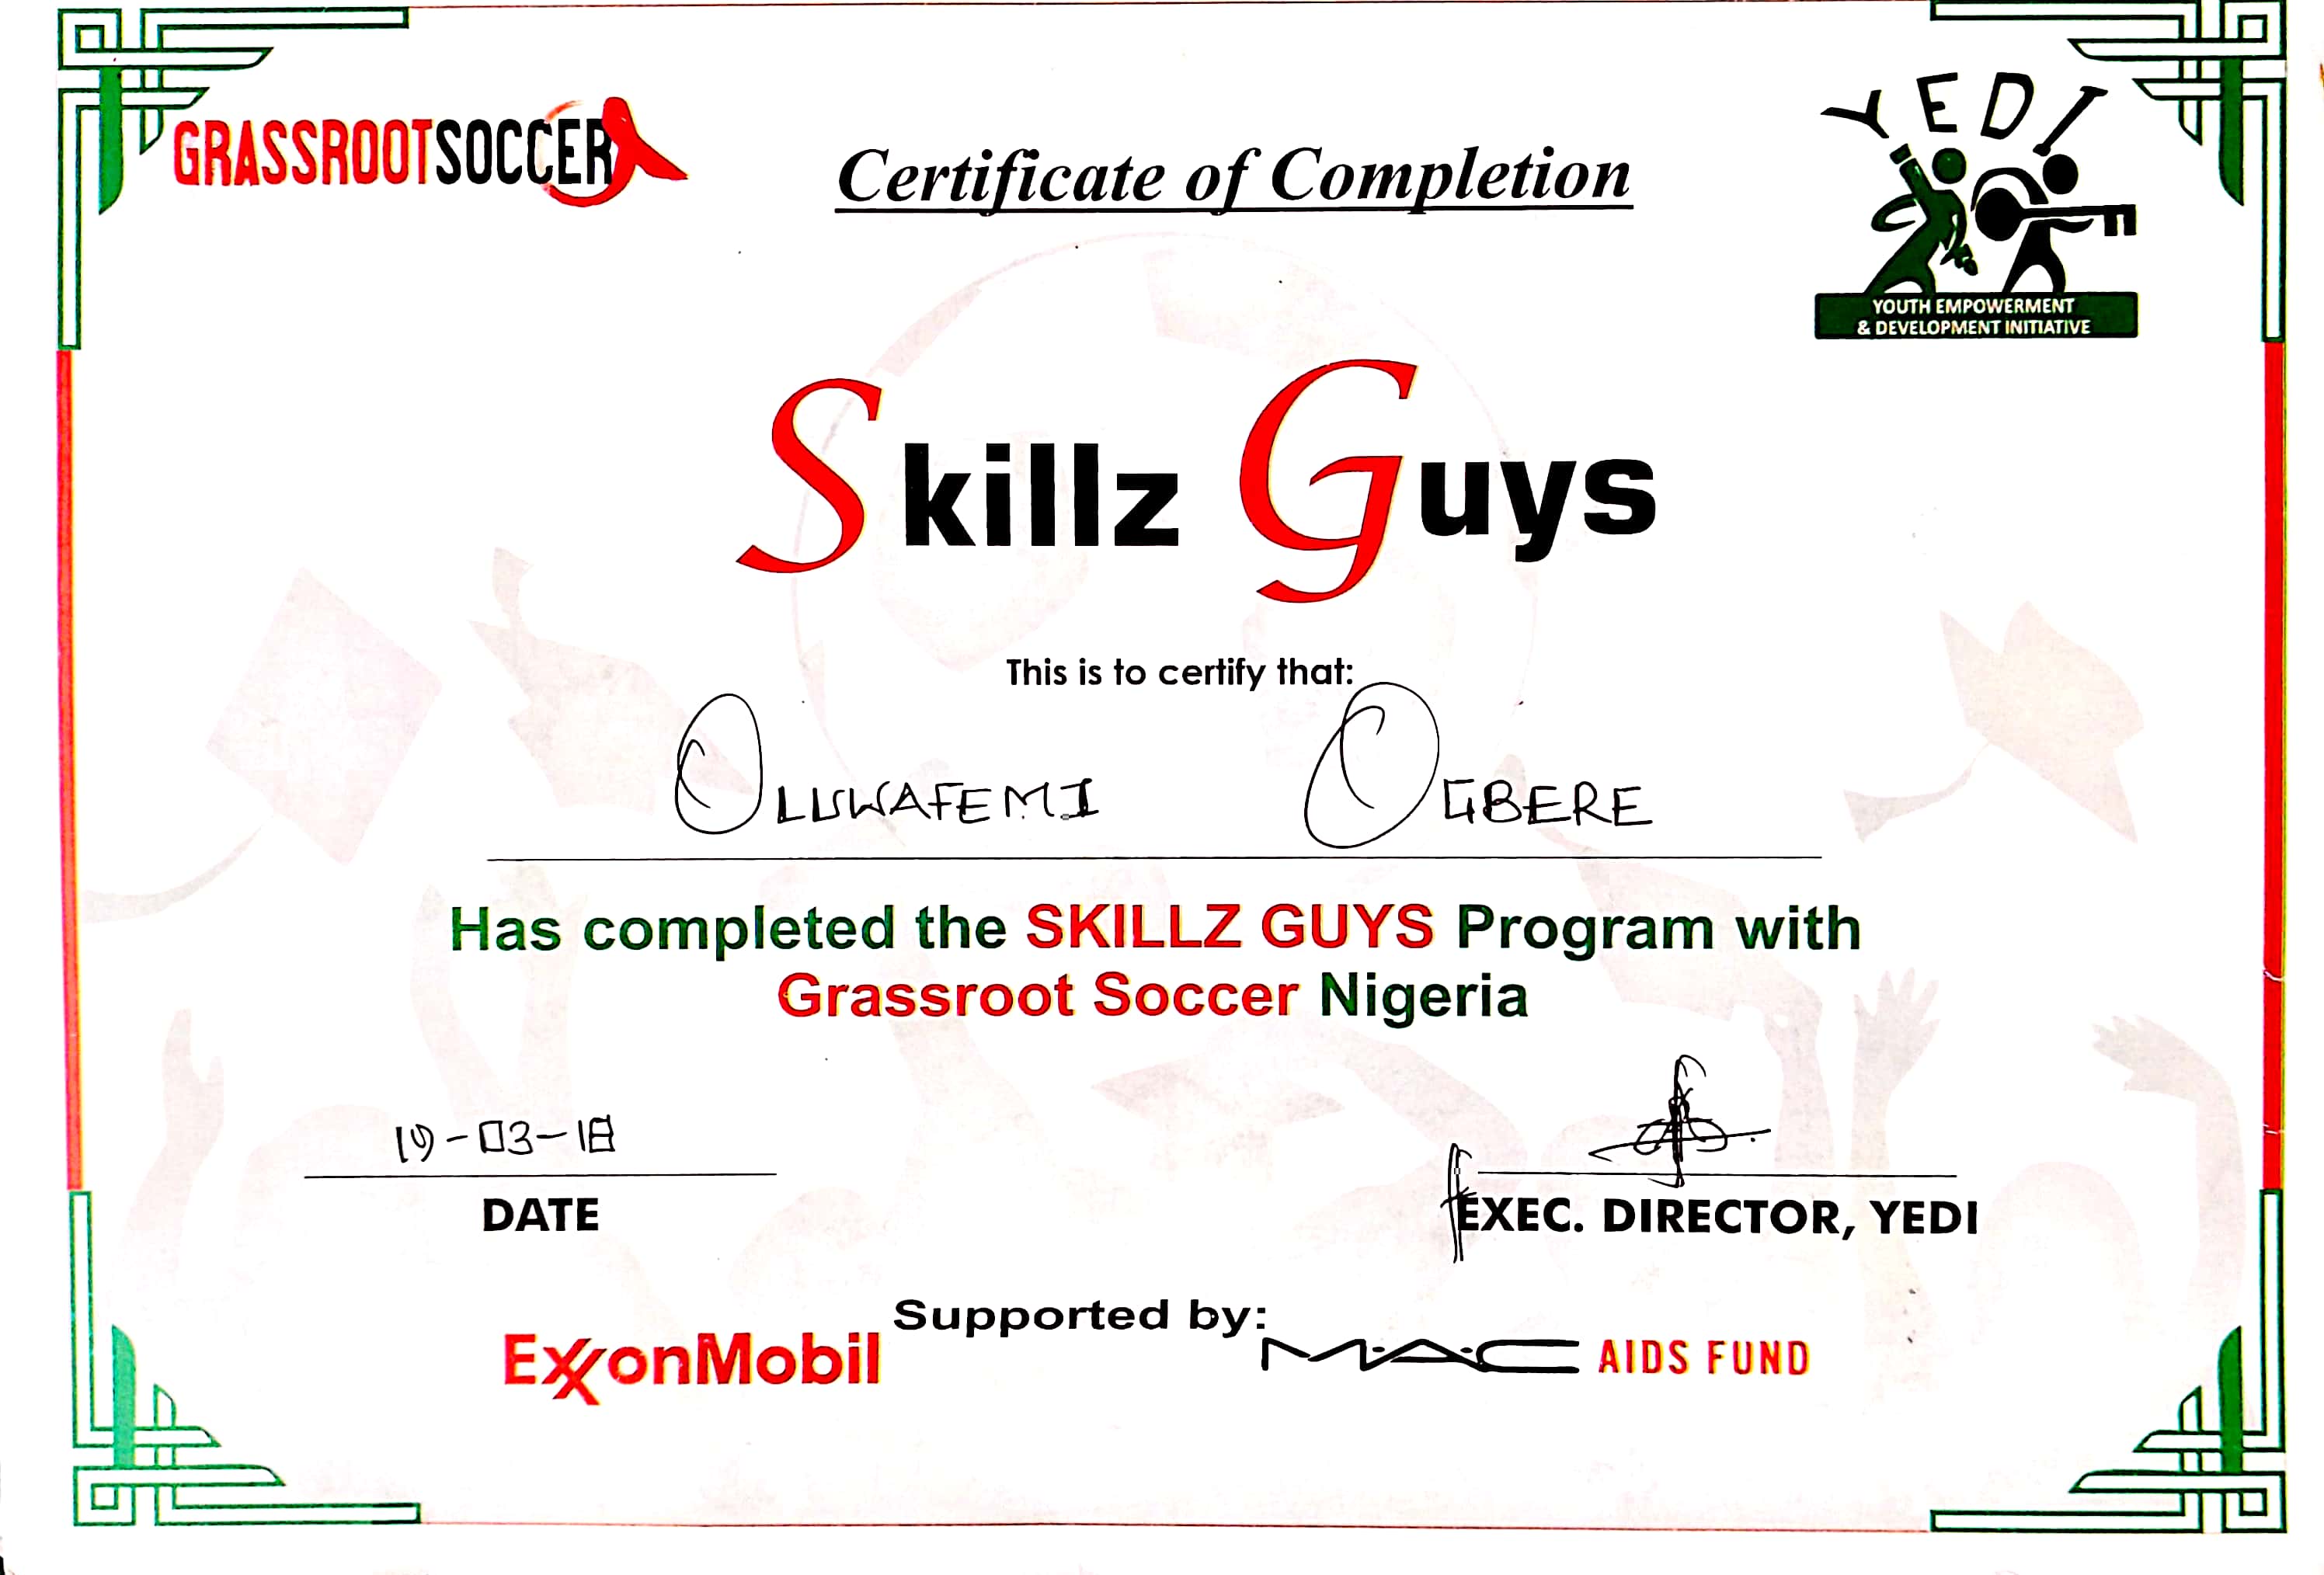 GRASSROOTSOCCER
YEDI
Certificate of Completion
YOUTH EMPOWERMENT
& DEVELOPMENT INITIATIVE
Skillz Guys
This is to certify that:
OLUWAFEMI OGBERE
Has completed the SKILLZ GUYS Program with
Grassroot Soccer Nigeria
19-03-18
DATE
EXEC. DIRECTOR, YEDI
Supported by:
ExxonMobil
M·A·C AIDS FUND